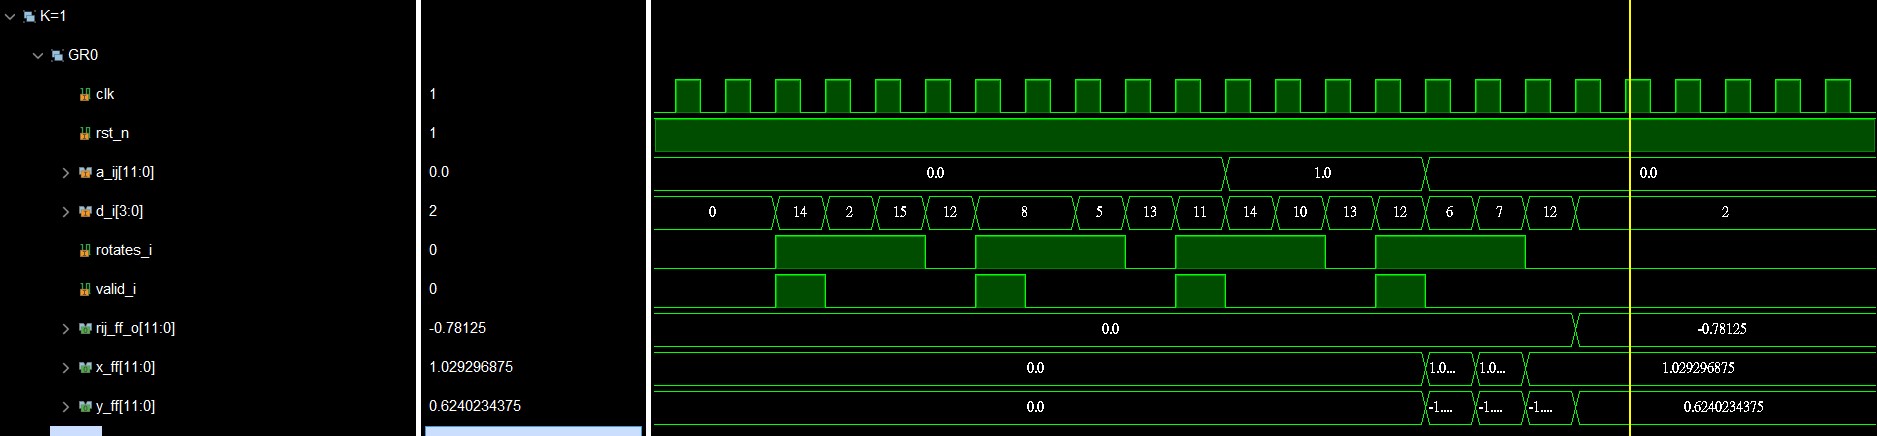 K=1
GR0
clk 1
rst_n 1
a_ij[11:0] 0.0 0.0 1.0 0.0
d_i[3:0] 2 0 14 2 15 12 8 5 13 11 14 10 13 12 6 7 12 2
rotates_i 0
valid_i 0
rij_ff_o[11:0] -0.78125 0.0 -0.78125
x_ff[11:0] 1.029296875 0.0 1.0... 1.0... 1.029296875
y_ff[11:0] 0.6240234375 0.0 -1.... -1.... -1.... 0.6240234375